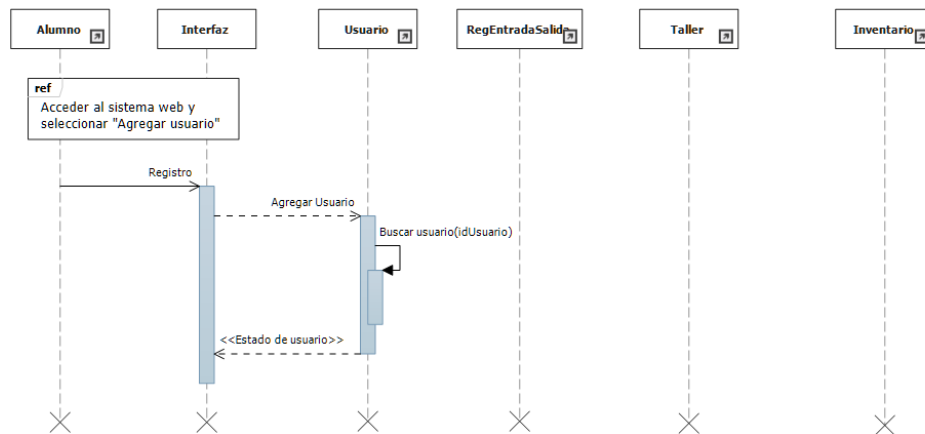 Alumno
Interfaz
Usuario
RegEntradaSalida
Taller
Inventario
ref
Acceder al sistema web y
seleccionar "Agregar usuario"
Registro
Agregar Usuario
Buscar usuario(idUsuario)
<<Estado de usuario>>